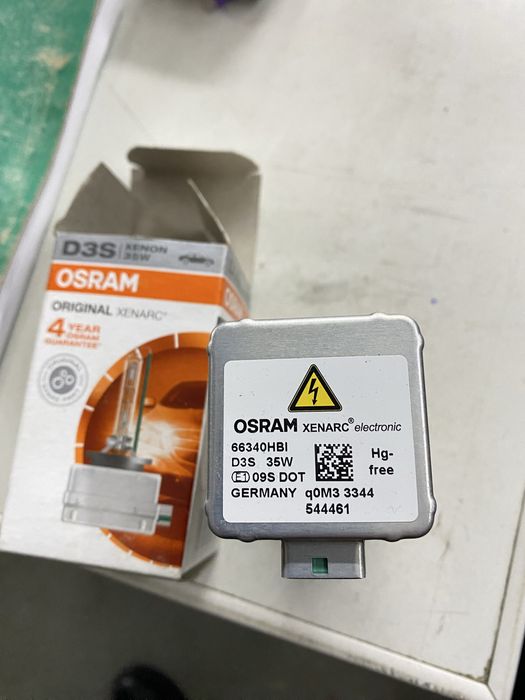 D3S XENON
35W
OSRAM
ORIGINAL XENARC®
4 YEAR
OSRAM
GUARANTEE*
OSRAM XENARC® electronic
66340HBI
D3S 35W
Hg-
free
E1 09S DOT
GERMANY q0M3 3344
544461